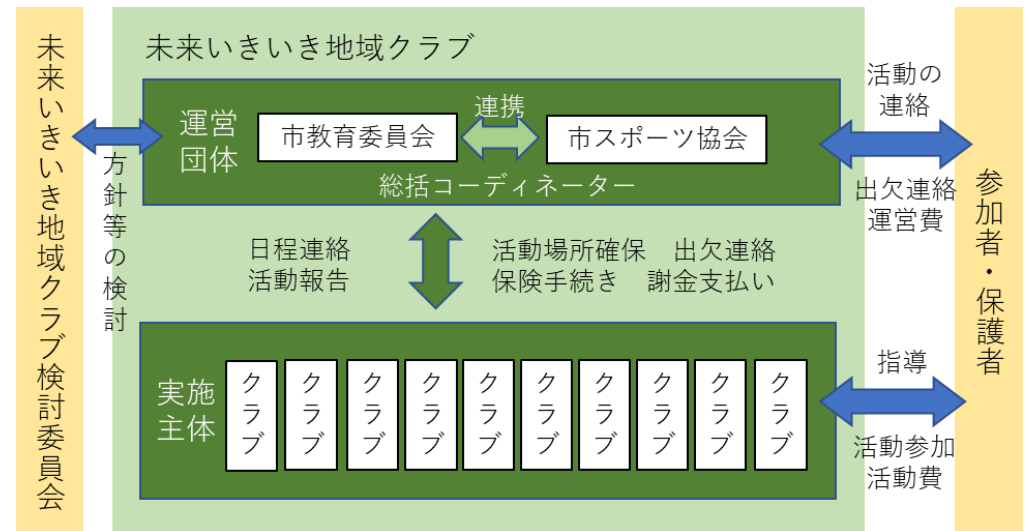 未来いきいき地域クラブ検討委員会
方針等の検討
未来いきいき地域クラブ
運営
団体
市教育委員会
連携
市スポーツ協会
総括コーディネーター
日程連絡
活動報告
活動場所確保　出欠連絡
保険手続き　謝金支払い
実施
主体
クラブ
クラブ
クラブ
クラブ
クラブ
クラブ
クラブ
クラブ
クラブ
クラブ
活動の
連絡
出欠連絡
運営費
指導
活動参加
活動費
参加者・保護者